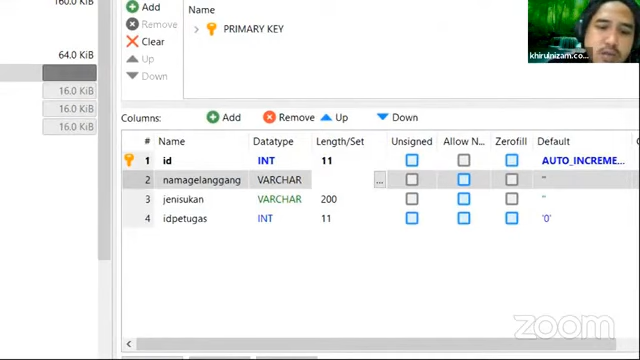 160.0 KiB
64.0 KiB
16.0 KiB
16.0 KiB
16.0 KiB
Add
Remove
Clear
Up
Down
Name
PRIMARY KEY
khirulnizam.co...
Columns: Add Remove Up Down
# Name Datatype Length/Set Unsigned Allow N... Zerofill Default
1 id INT 11 AUTO_INCREME...
2 namagelanggang VARCHAR ... ''
3 jenisukan VARCHAR 200 ''
4 idpetugas INT 11 '0'
zoom